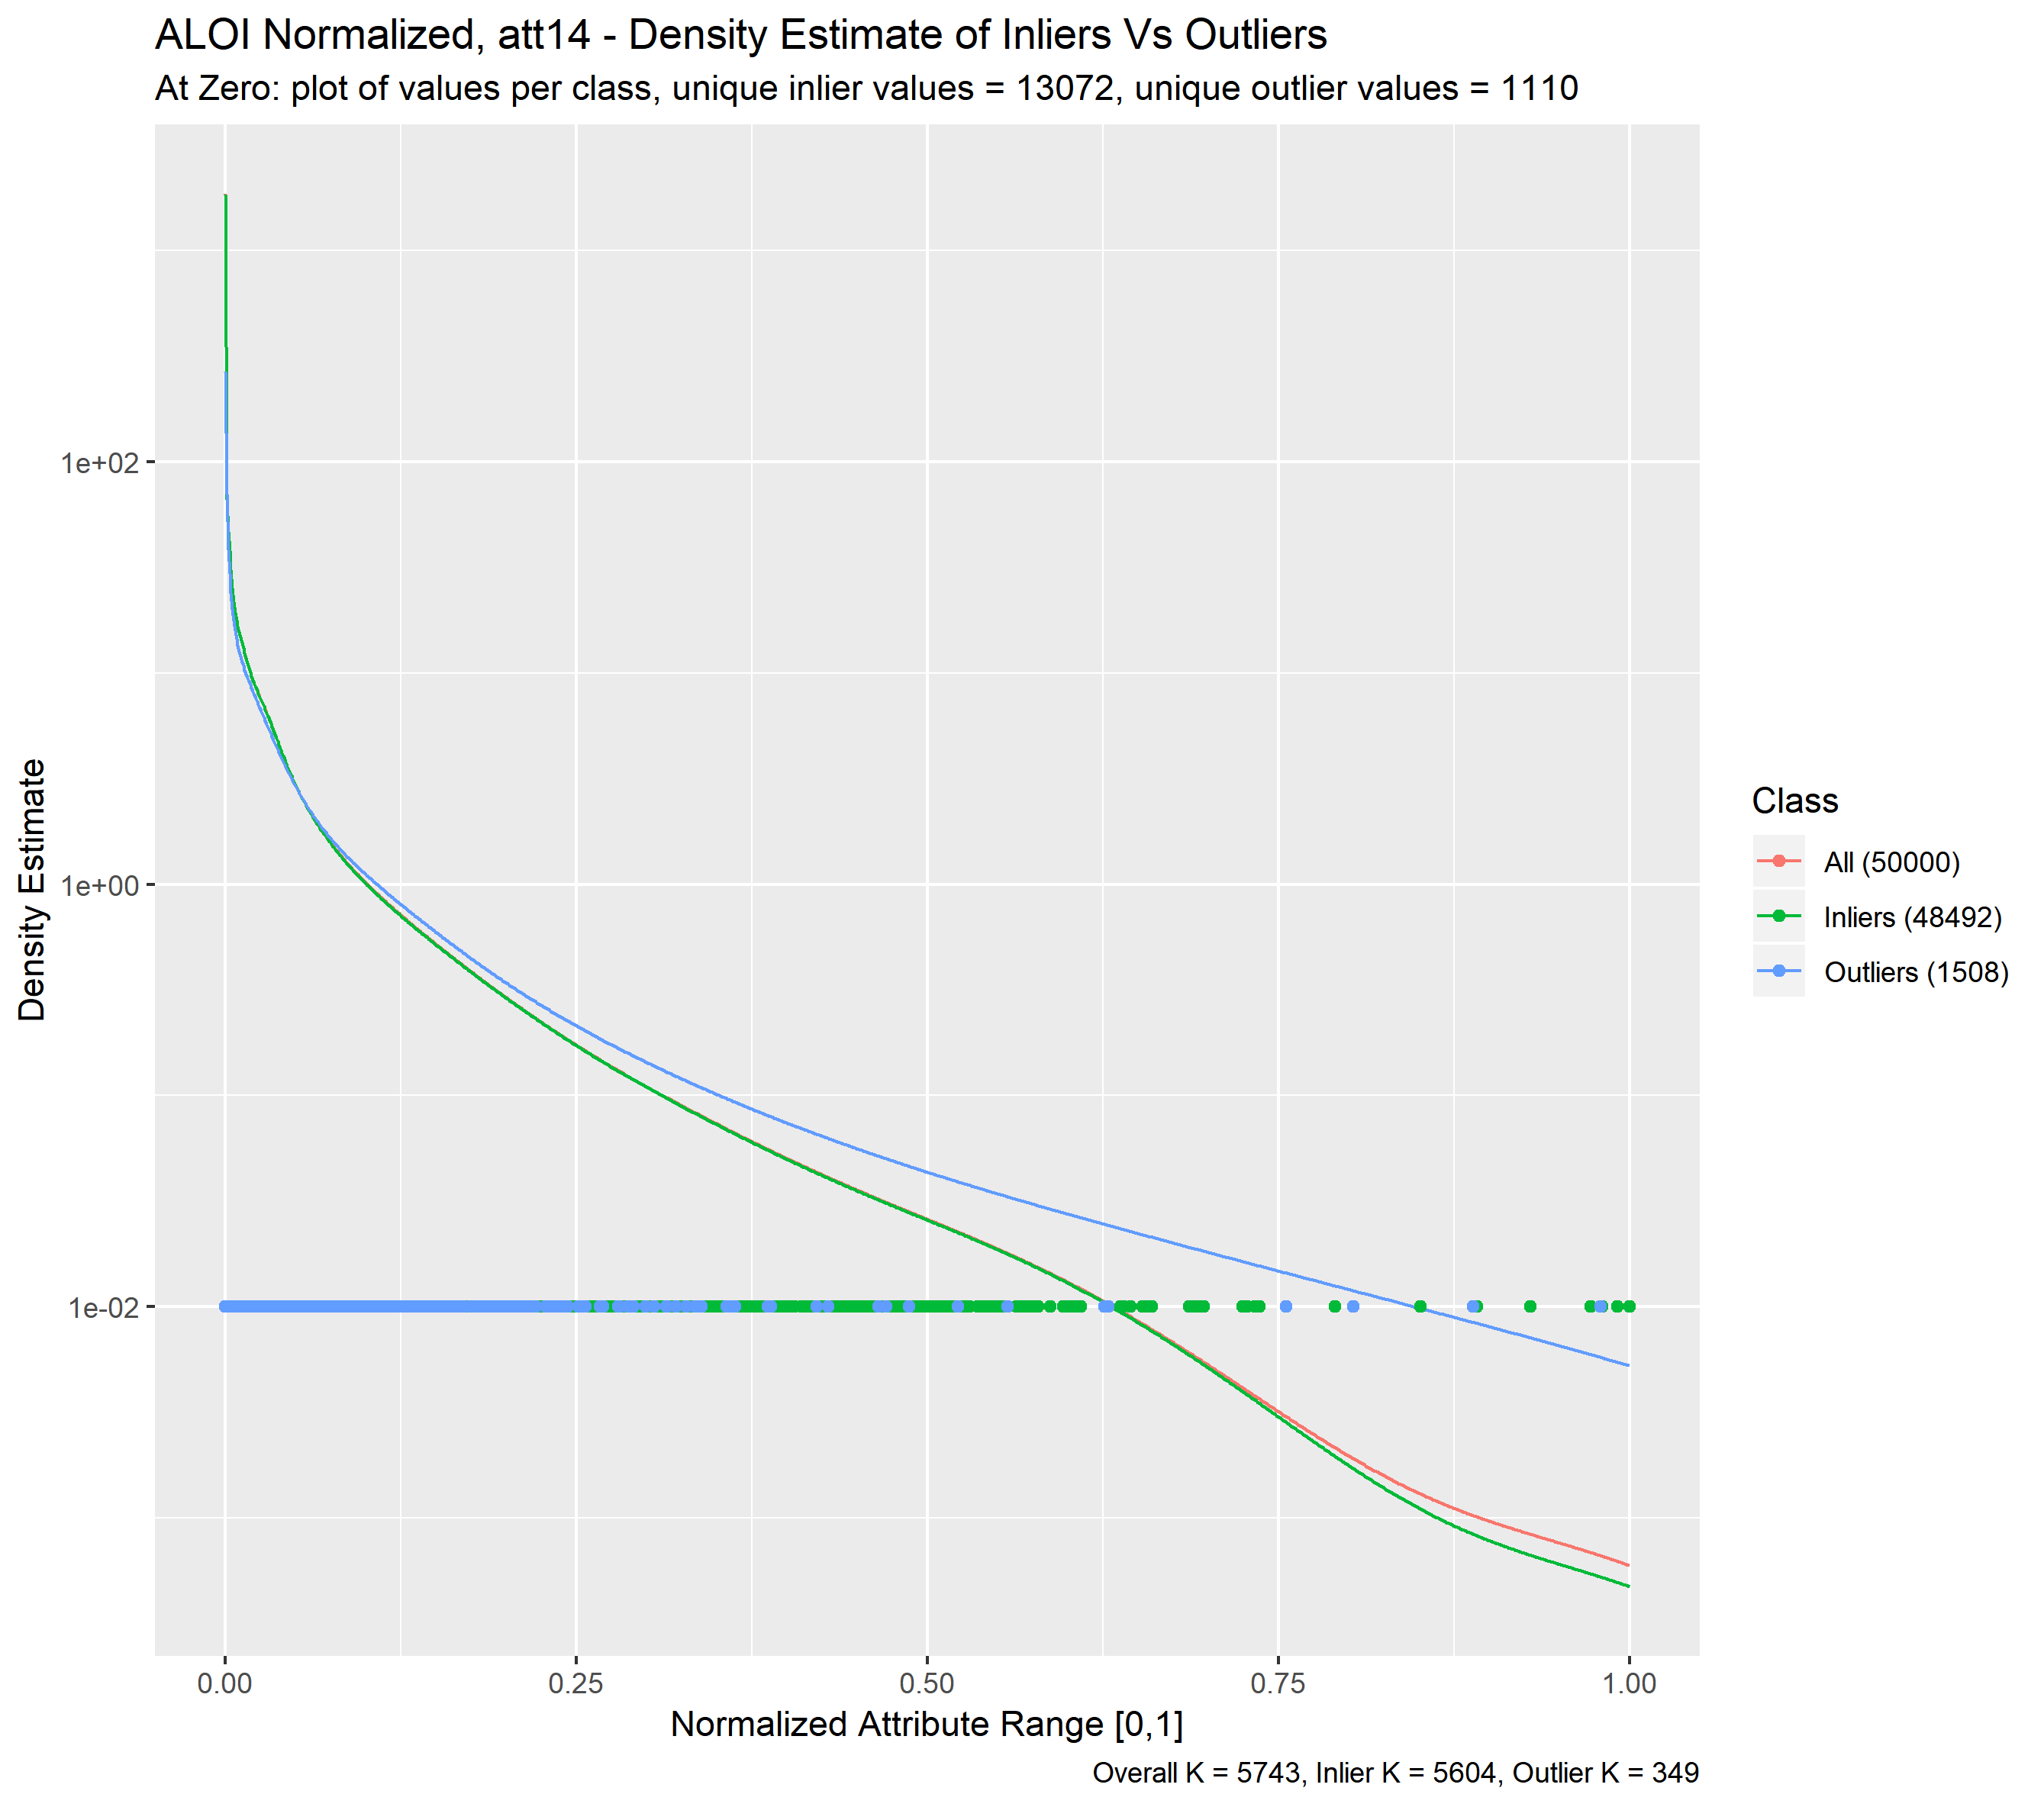 ALOI Normalized, att14 - Density Estimate of Inliers Vs Outliers
At Zero: plot of values per class, unique inlier values = 13072, unique outlier values = 1110
Density Estimate
1e+02
1e+00
1e-02
0.00
0.25
0.50
0.75
1.00
Normalized Attribute Range [0,1]
Overall K = 5743, Inlier K = 5604, Outlier K = 349
Class
All (50000)
Inliers (48492)
Outliers (1508)